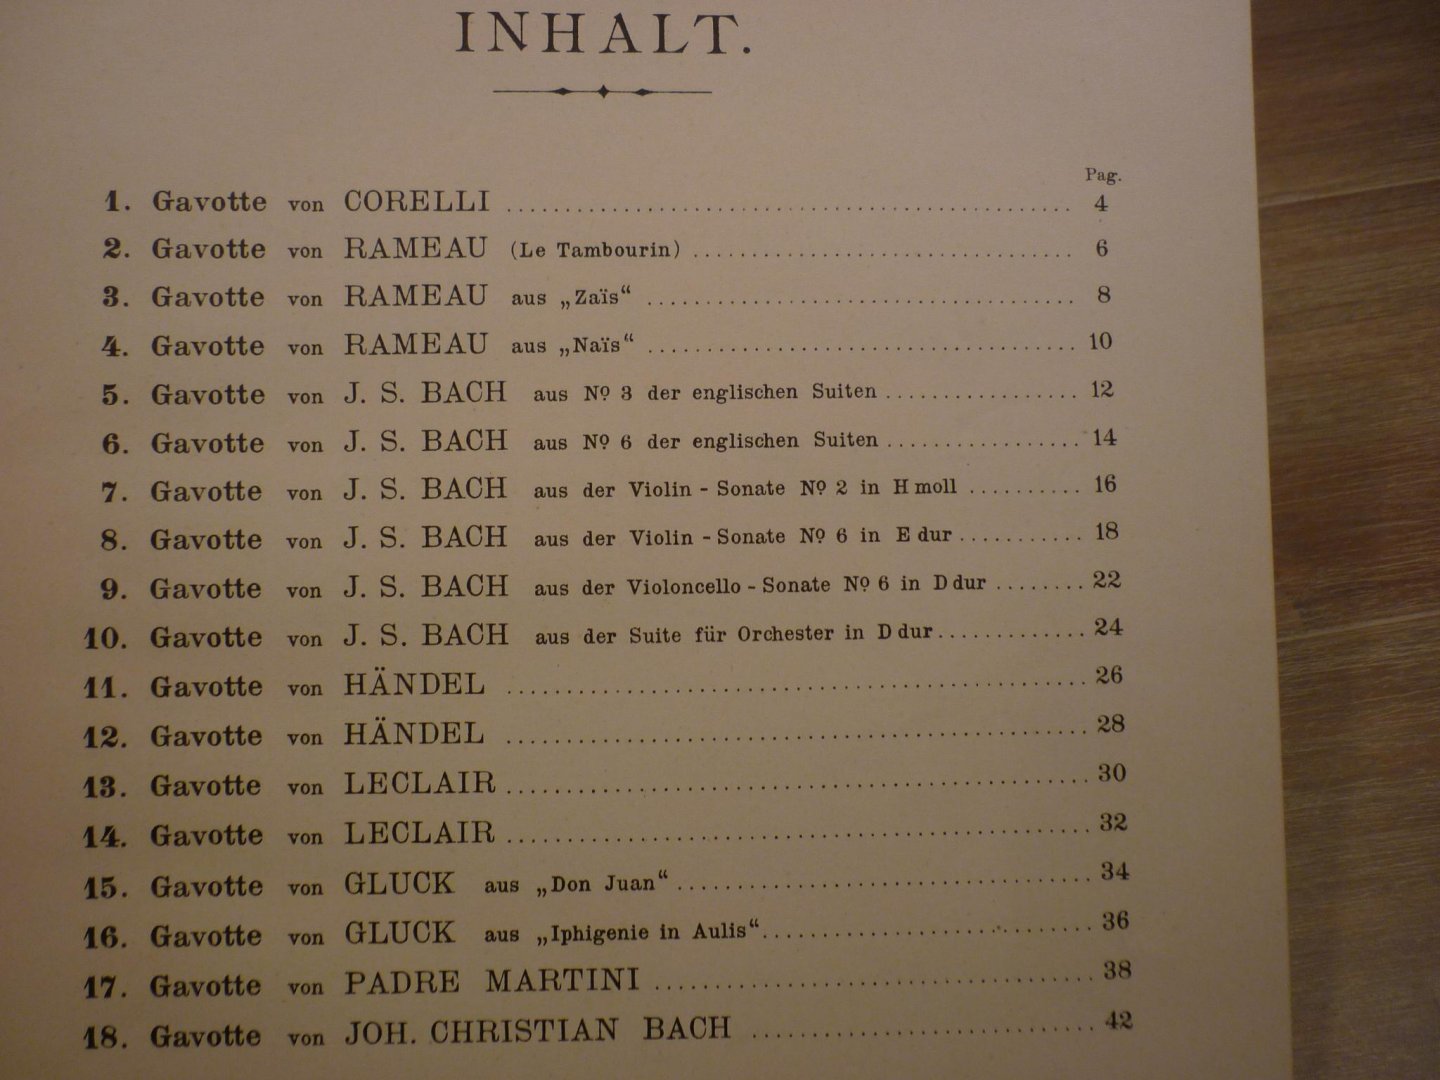 INHALT.
Pag.
1. Gavotte von CORELLI 4
2. Gavotte von RAMEAU (Le Tambourin) 6
3. Gavotte von RAMEAU aus „Zaïs“ 8
4. Gavotte von RAMEAU aus „Naïs“ 10
5. Gavotte von J. S. BACH aus Nº 3 der englischen Suiten 12
6. Gavotte von J. S. BACH aus Nº 6 der englischen Suiten 14
7. Gavotte von J. S. BACH aus der Violin - Sonate Nº 2 in H moll 16
8. Gavotte von J. S. BACH aus der Violin - Sonate Nº 6 in E dur 18
9. Gavotte von J. S. BACH aus der Violoncello - Sonate Nº 6 in D dur 22
10. Gavotte von J. S. BACH aus der Suite für Orchester in D dur 24
11. Gavotte von HÄNDEL 26
12. Gavotte von HÄNDEL 28
13. Gavotte von LECLAIR 30
14. Gavotte von LECLAIR 32
15. Gavotte von GLUCK aus „Don Juan“ 34
16. Gavotte von GLUCK aus „Iphigenie in Aulis“ 36
17. Gavotte von PADRE MARTINI 38
18. Gavotte von JOH. CHRISTIAN BACH 42